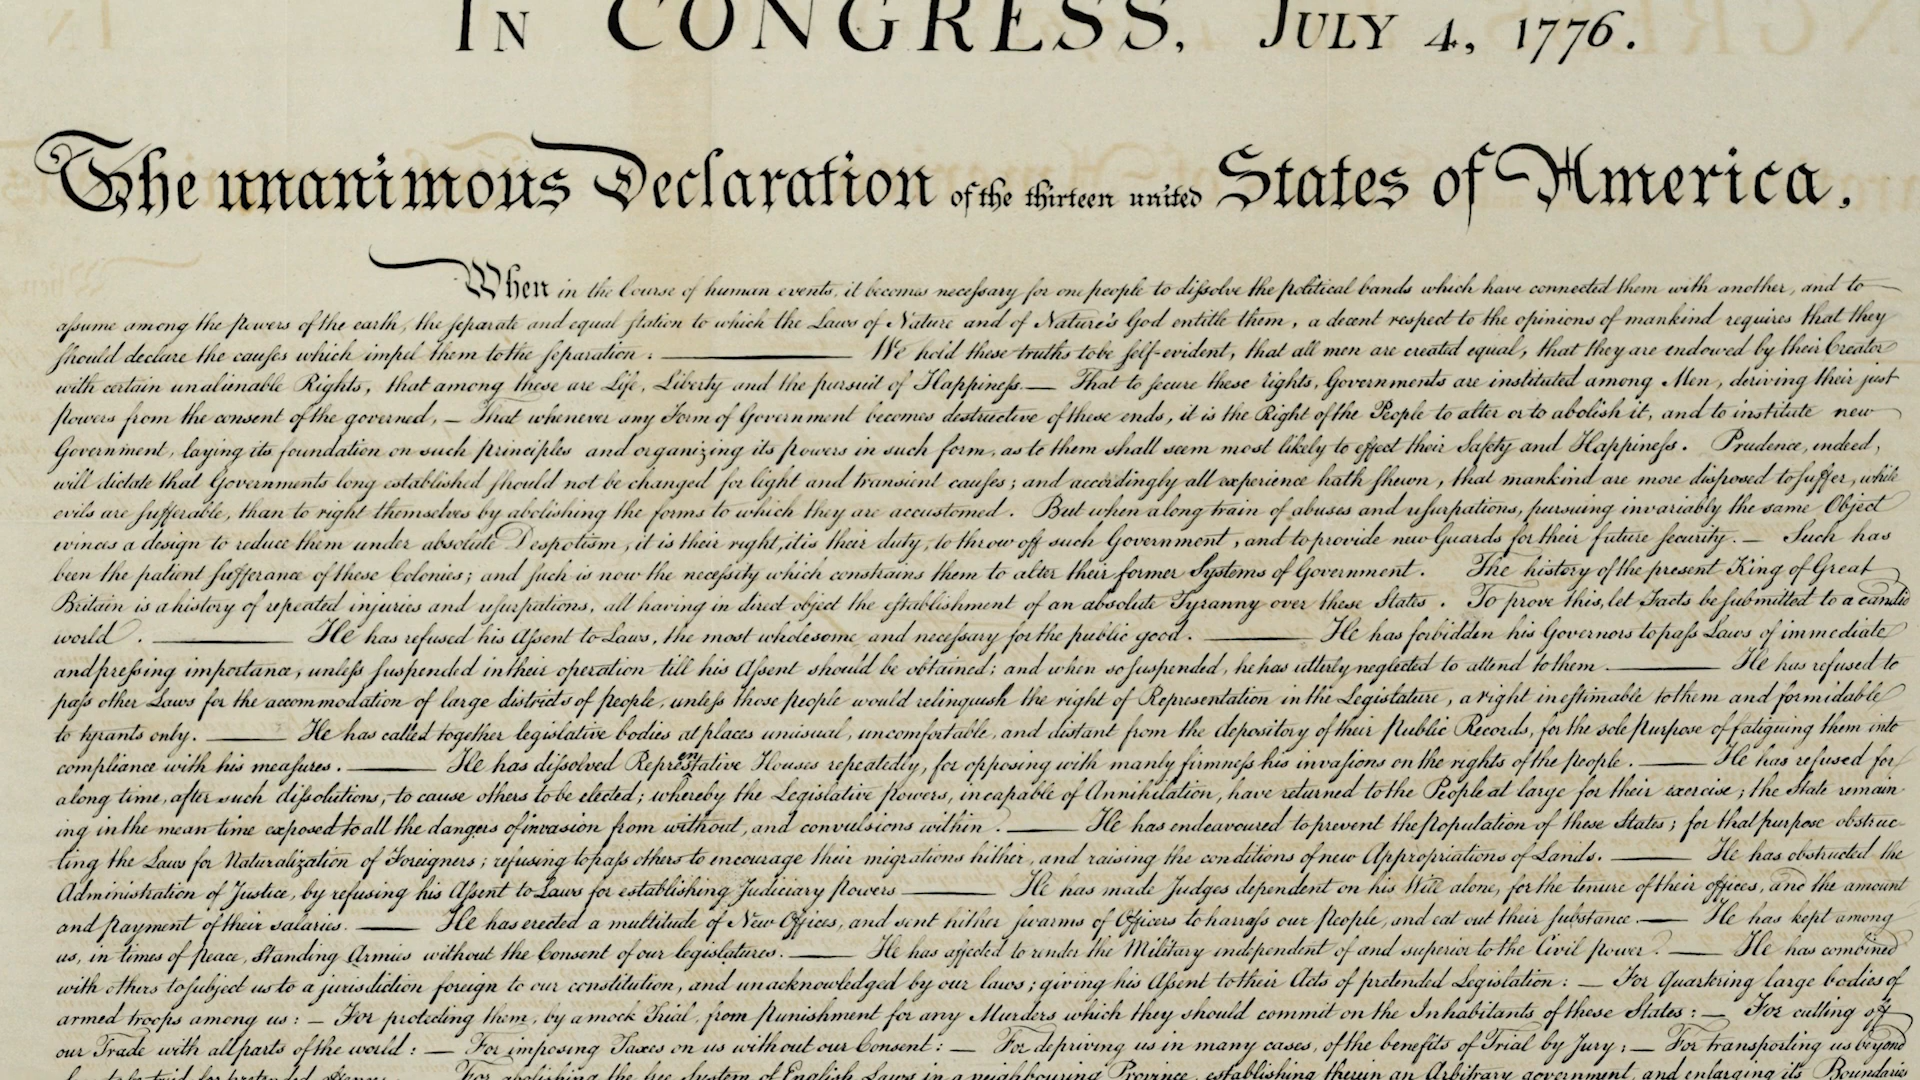 IN CONGRESS, JULY 4, 1776.
The unanimous Declaration of the thirteen united States of America,
When in the Course of human events, it becomes necessary for one people to dissolve the political bands which have connected them with another, and to
assume among the powers of the earth, the separate and equal station to which the Laws of Nature and of Nature's God entitle them, a decent respect to the opinions of mankind requires that they
should declare the causes which impel them to the separation. ——— We hold these truths to be self-evident, that all men are created equal, that they are endowed by their Creator
with certain unalienable Rights, that among these are Life, Liberty and the pursuit of Happiness.— That to secure these rights, Governments are instituted among Men, deriving their just
powers from the consent of the governed, — That whenever any Form of Government becomes destructive of these ends, it is the Right of the People to alter or to abolish it, and to institute new
Government, laying its foundation on such principles and organizing its powers in such form, as to them shall seem most likely to effect their Safety and Happiness. Prudence, indeed,
will dictate that Governments long established should not be changed for light and transient causes; and accordingly all experience hath shewn, that mankind are more disposed to suffer, while
evils are sufferable, than to right themselves by abolishing the forms to which they are accustomed. But when a long train of abuses and usurpations, pursuing invariably the same Object
evinces a design to reduce them under absolute Despotism, it is their right, it is their duty, to throw off such Government, and to provide new Guards for their future security.— Such has
been the patient sufferance of these Colonies; and such is now the necessity which constrains them to alter their former Systems of Government. The history of the present King of Great
Britain is a history of repeated injuries and usurpations, all having in direct object the establishment of an absolute Tyranny over these States. To prove this, let Facts be submitted to a candid
world. ——— He has refused his Assent to Laws, the most wholesome and necessary for the public good. ——— He has forbidden his Governors to pass Laws of immediate
and pressing importance, unless suspended in their operation till his Assent should be obtained; and when so suspended, he has utterly neglected to attend to them. ——— He has refused to
pass other Laws for the accommodation of large districts of people, unless those people would relinquish the right of Representation in the Legislature, a right inestimable to them and formidable
to tyrants only. ——— He has called together legislative bodies at places unusual, uncomfortable, and distant from the depository of their Public Records, for the sole purpose of fatiguing them into
compliance with his measures. ——— He has dissolved Representative Houses repeatedly, for opposing with manly firmness his invasions on the rights of the people. ——— He has refused for
a long time, after such dissolutions, to cause others to be elected; whereby the Legislative powers, incapable of Annihilation, have returned to the People at large for their exercise; the State remain-
ing in the mean time exposed to all the dangers of invasion from without, and convulsions within. ——— He has endeavoured to prevent the population of these States; for that purpose obstruc-
ting the Laws for Naturalization of Foreigners; refusing to pass others to encourage their migrations hither, and raising the conditions of new Appropriations of Lands. ——— He has obstructed the
Administration of Justice, by refusing his Assent to Laws for establishing Judiciary powers ——— He has made Judges dependent on his Will alone, for the tenure of their offices, and the amount
and payment of their salaries. ——— He has erected a multitude of New Offices, and sent hither swarms of Officers to harrass our people, and eat out their substance.— He has kept among
us, in times of peace, Standing Armies without the Consent of our legislatures. ——— He has affected to render the Military independent of and superior to the Civil power. — He has combined
with others to subject us to a jurisdiction foreign to our constitution, and unacknowledged by our laws; giving his Assent to their Acts of pretended Legislation: — For Quartering large bodies of
armed troops among us: — For protecting them, by a mock Trial, from punishment for any Murders which they should commit on the Inhabitants of these States: — For cutting off
our Trade with all parts of the world: — For imposing Taxes on us without our Consent: — For depriving us in many cases, of the benefits of Trial by Jury: — For transporting us beyond
For abolishing the free System of English Laws in a neighbouring Province, establishing therein an Arbitrary government, and enlarging its Boundaries